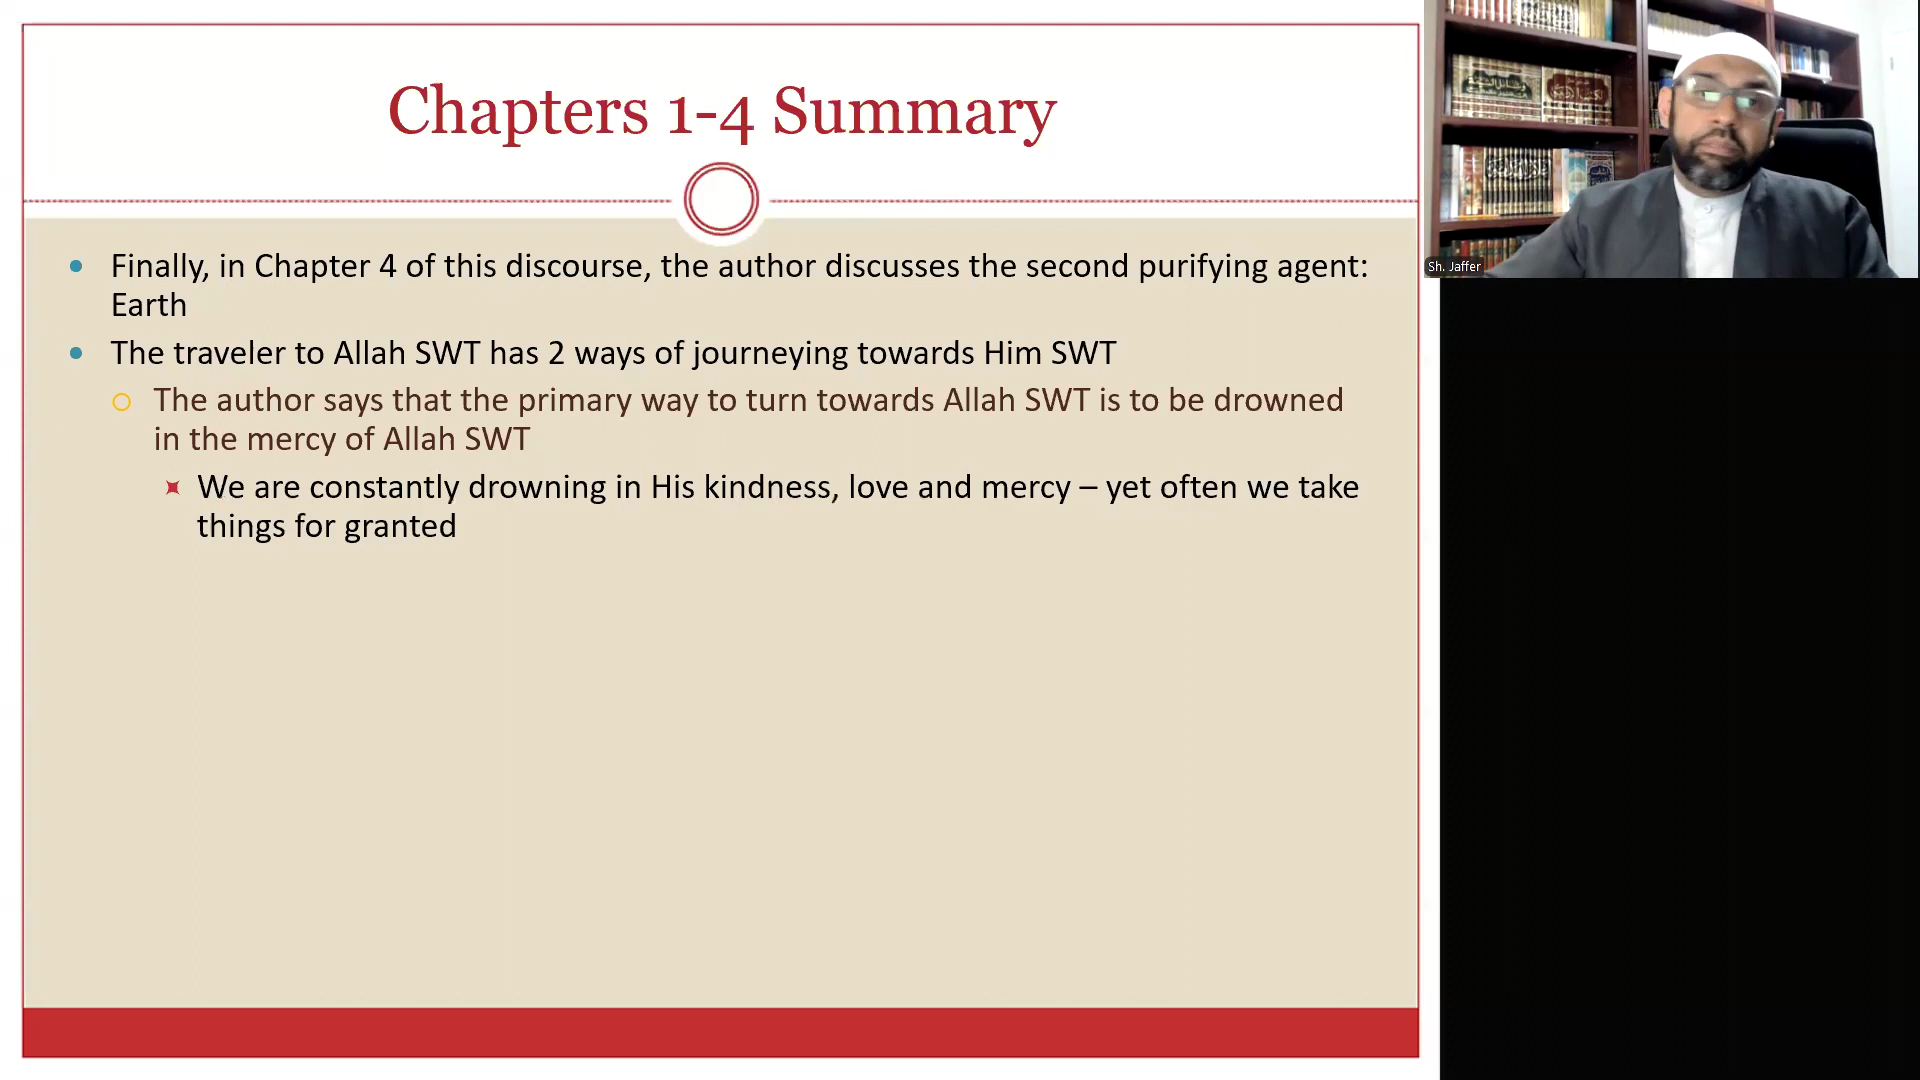 Chapters 1-4 Summary
Finally, in Chapter 4 of this discourse, the author discusses the second purifying agent:
Earth
The traveler to Allah SWT has 2 ways of journeying towards Him SWT
The author says that the primary way to turn towards Allah SWT is to be drowned
in the mercy of Allah SWT
We are constantly drowning in His kindness, love and mercy – yet often we take
things for granted
Sh. Jaffer